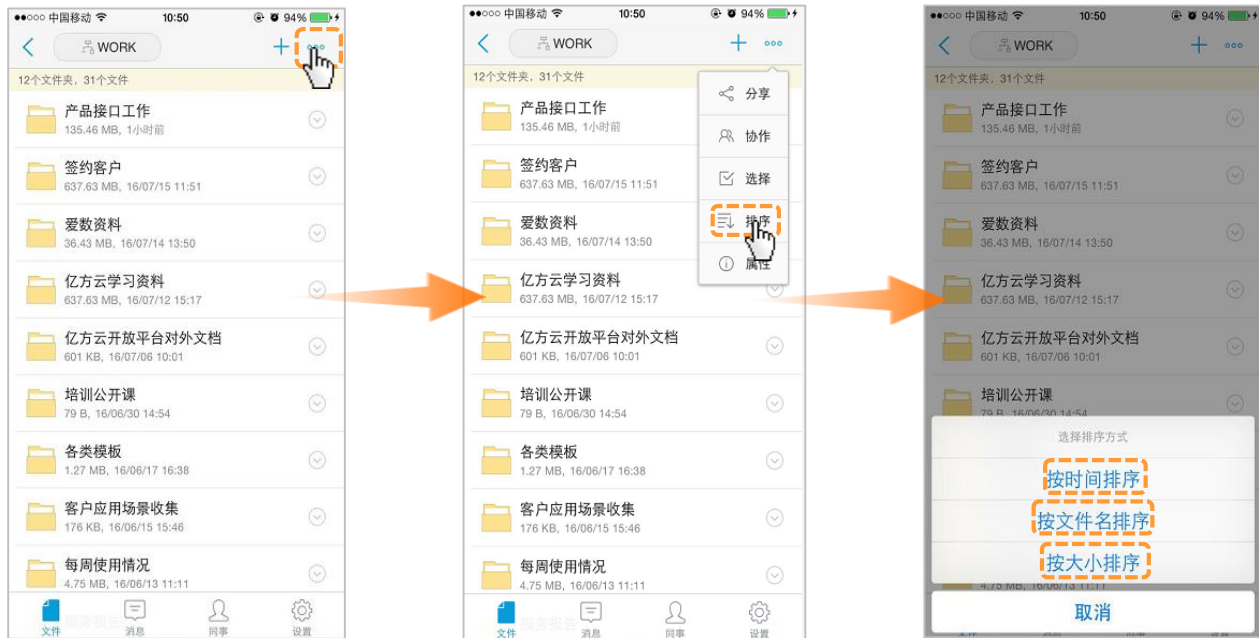 中国移动 10:50 94%
WORK
12个文件夹，31个文件
产品接口工作
135.46 MB, 1小时前
签约客户
637.63 MB, 16/07/15 11:51
爱数资料
36.43 MB, 16/07/14 13:50
亿方云学习资料
637.63 MB, 16/07/12 15:17
亿方云开放平台对外文档
601 KB, 16/07/06 10:01
培训公开课
79 B, 16/06/30 14:54
各类模板
1.27 MB, 16/06/17 16:38
客户应用场景收集
176 KB, 16/06/15 15:46
每周使用情况
4.75 MB, 16/06/13 11:11
文件 消息 同事 设置
中国移动 10:50 94%
WORK
12个文件夹，31个文件
产品接口工作
135.46 MB, 1小时前
签约客户
637.63 MB, 16/07/15 11:51
爱数资料
36.43 MB, 16/07/14 13:50
亿方云学习资料
637.63 MB, 16/07/12 15:17
亿方云开放平台对外文档
601 KB, 16/07/06 10:01
培训公开课
79 B, 16/06/30 14:54
各类模板
1.27 MB, 16/06/17 16:38
客户应用场景收集
176 KB, 16/06/15 15:46
每周使用情况
4.75 MB, 16/06/13 11:11
服务报告
文件 消息 同事 设置
分享
协作
选择
排序
属性
中国移动 10:50 94%
WORK
12个文件夹，31个文件
产品接口工作
135.46 MB, 1小时前
签约客户
637.63 MB, 16/07/15 11:51
爱数资料
36.43 MB, 16/07/14 13:50
亿方云学习资料
637.63 MB, 16/07/12 15:17
亿方云开放平台对外文档
601 KB, 16/07/06 10:01
培训公开课
79 B, 16/06/30 14:54
选择排序方式
按时间排序
按文件名排序
按大小排序
4.75 MB, 16/06/13 11:11
取消